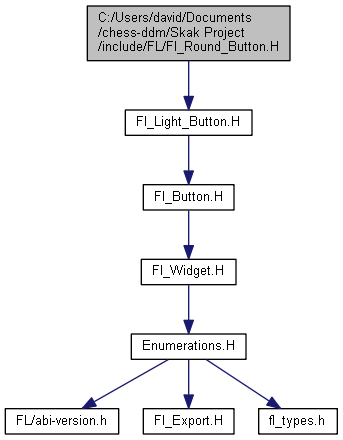 C:/Users/david/Documents
/chess-ddm/Skak Project
/include/FL/Fl_Round_Button.H
Fl_Light_Button.H
Fl_Button.H
Fl_Widget.H
Enumerations.H
FL/abi-version.h
Fl_Export.H
fl_types.h